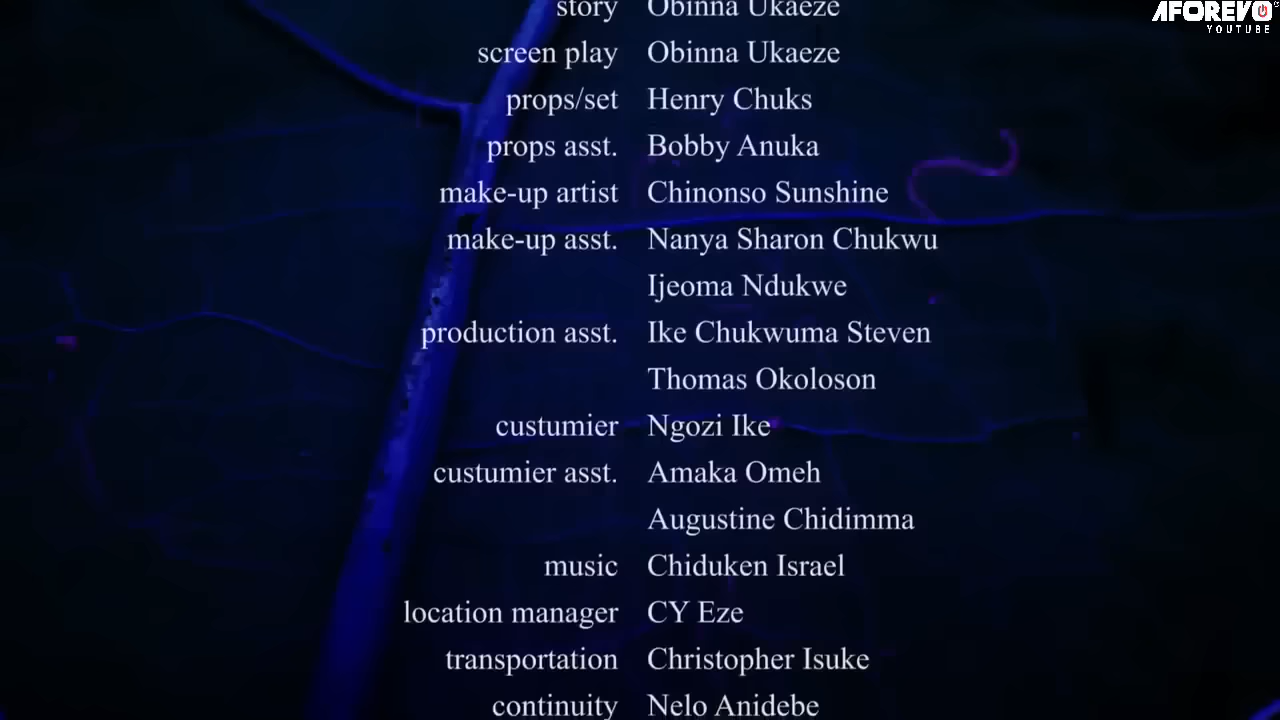 AFOREVO
YOUTUBE
story Obinna Ukaeze
screen play Obinna Ukaeze
props/set Henry Chuks
props asst. Bobby Anuka
make-up artist Chinonso Sunshine
make-up asst. Nanya Sharon Chukwu
Ijeoma Ndukwe
production asst. Ike Chukwuma Steven
Thomas Okoloson
custumier Ngozi Ike
custumier asst. Amaka Omeh
Augustine Chidimma
music Chiduken Israel
location manager CY Eze
transportation Christopher Isuke
continuity Nelo Anidebe